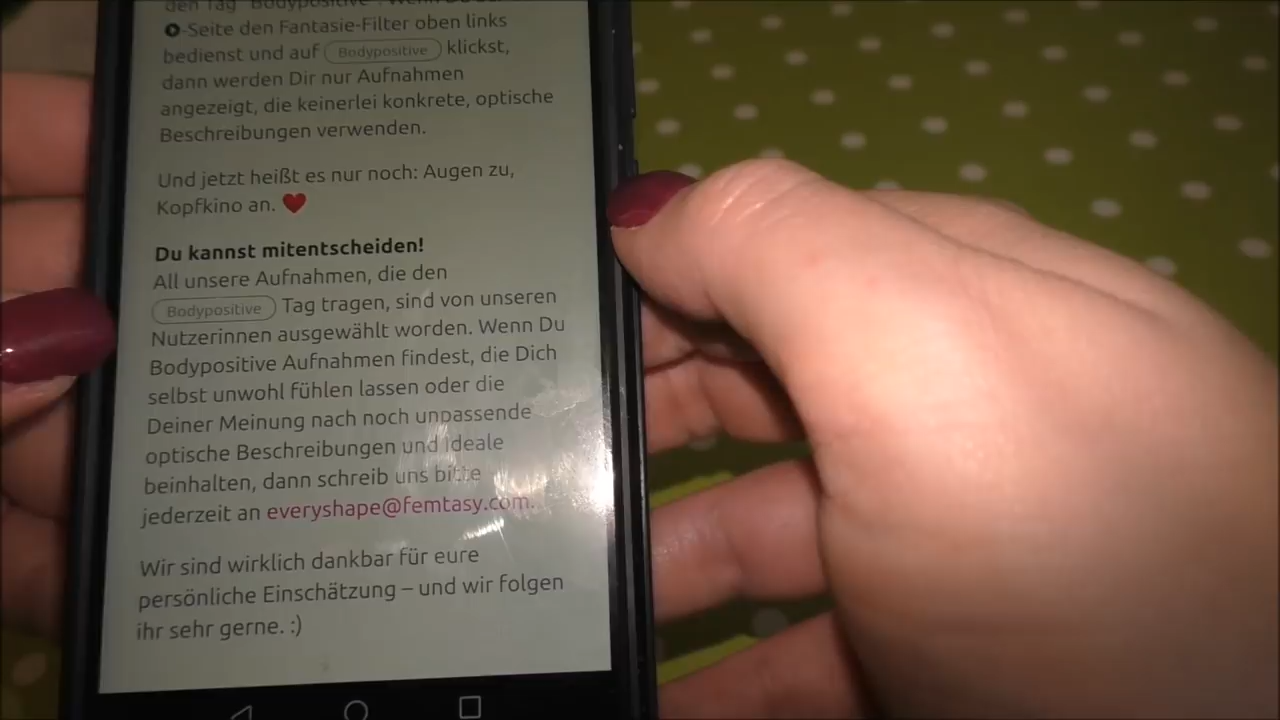 den Tag "Bodypositive". Wenn Du
-Seite den Fantasie-Filter oben links
bedienst und auf Bodypositive klickst,
dann werden Dir nur Aufnahmen
angezeigt, die keinerlei konkrete, optische
Beschreibungen verwenden.
Und jetzt heißt es nur noch: Augen zu,
Kopfkino an. ❤️
Du kannst mitentscheiden!
All unsere Aufnahmen, die den
Bodypositive Tag tragen, sind von unseren
Nutzerinnen ausgewählt worden. Wenn Du
Bodypositive Aufnahmen findest, die Dich
selbst unwohl fühlen lassen oder die
Deiner Meinung nach noch unpassende
optische Beschreibungen und Ideale
beinhalten, dann schreib uns bitte
jederzeit an everyshape@femtasy.com.
Wir sind wirklich dankbar für eure
persönliche Einschätzung – und wir folgen
ihr sehr gerne. :)